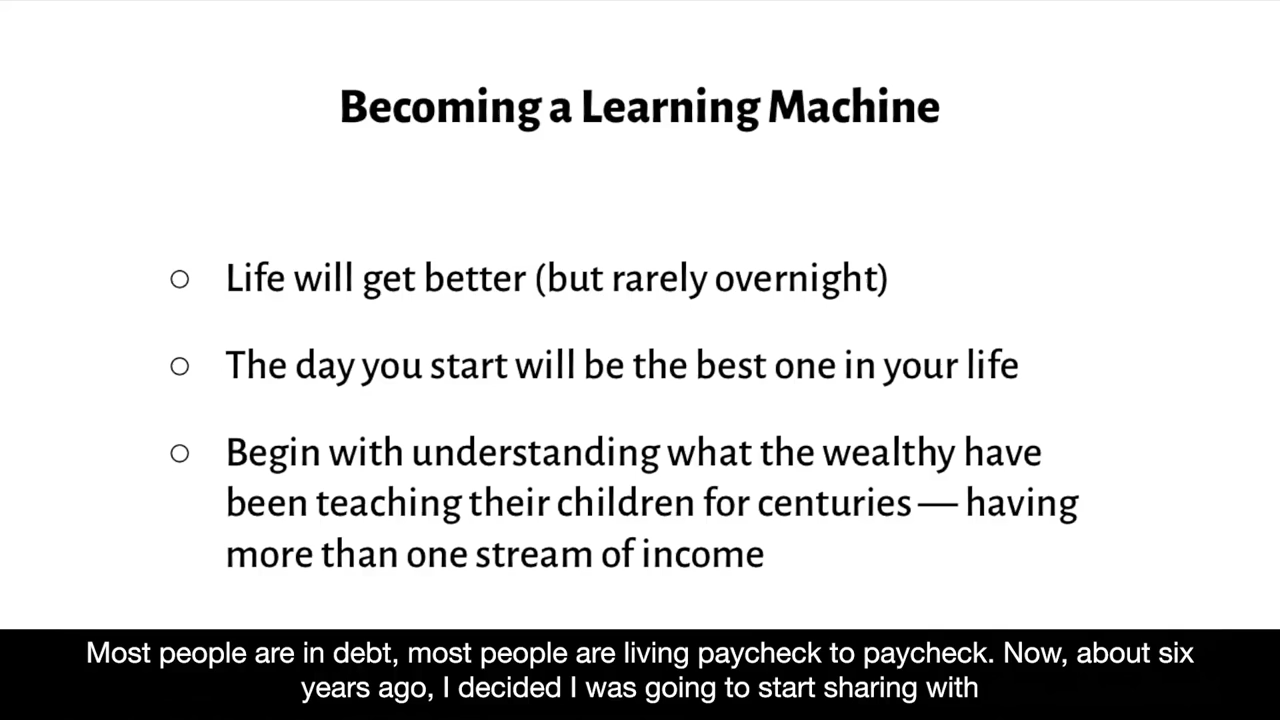 Becoming a Learning Machine
○ Life will get better (but rarely overnight)
○ The day you start will be the best one in your life
○ Begin with understanding what the wealthy have
been teaching their children for centuries — having
more than one stream of income
Most people are in debt, most people are living paycheck to paycheck. Now, about six
years ago, I decided I was going to start sharing with